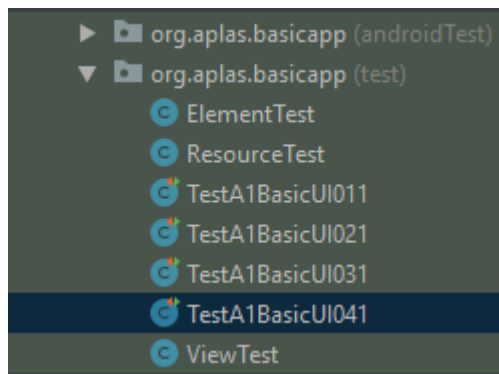 org.aplas.basicapp (androidTest)
org.aplas.basicapp (test)
C ElementTest
C ResourceTest
C TestA1BasicUI011
C TestA1BasicUI021
C TestA1BasicUI031
C TestA1BasicUI041
C ViewTest